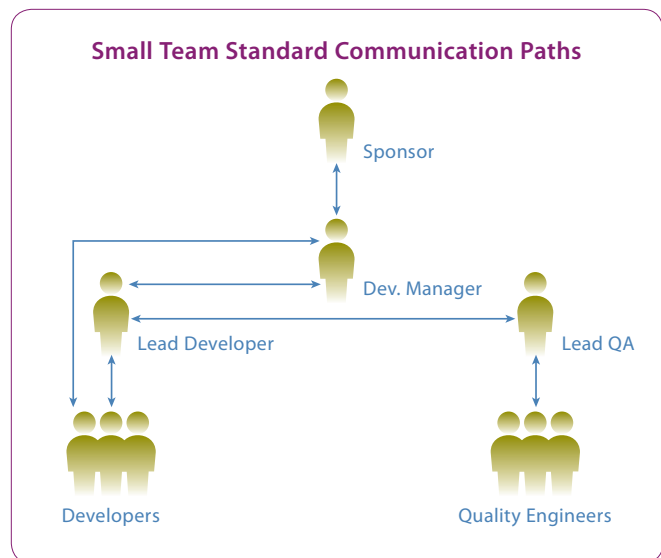 Small Team Standard Communication Paths
Sponsor
Dev. Manager
Lead Developer
Lead QA
Developers
Quality Engineers